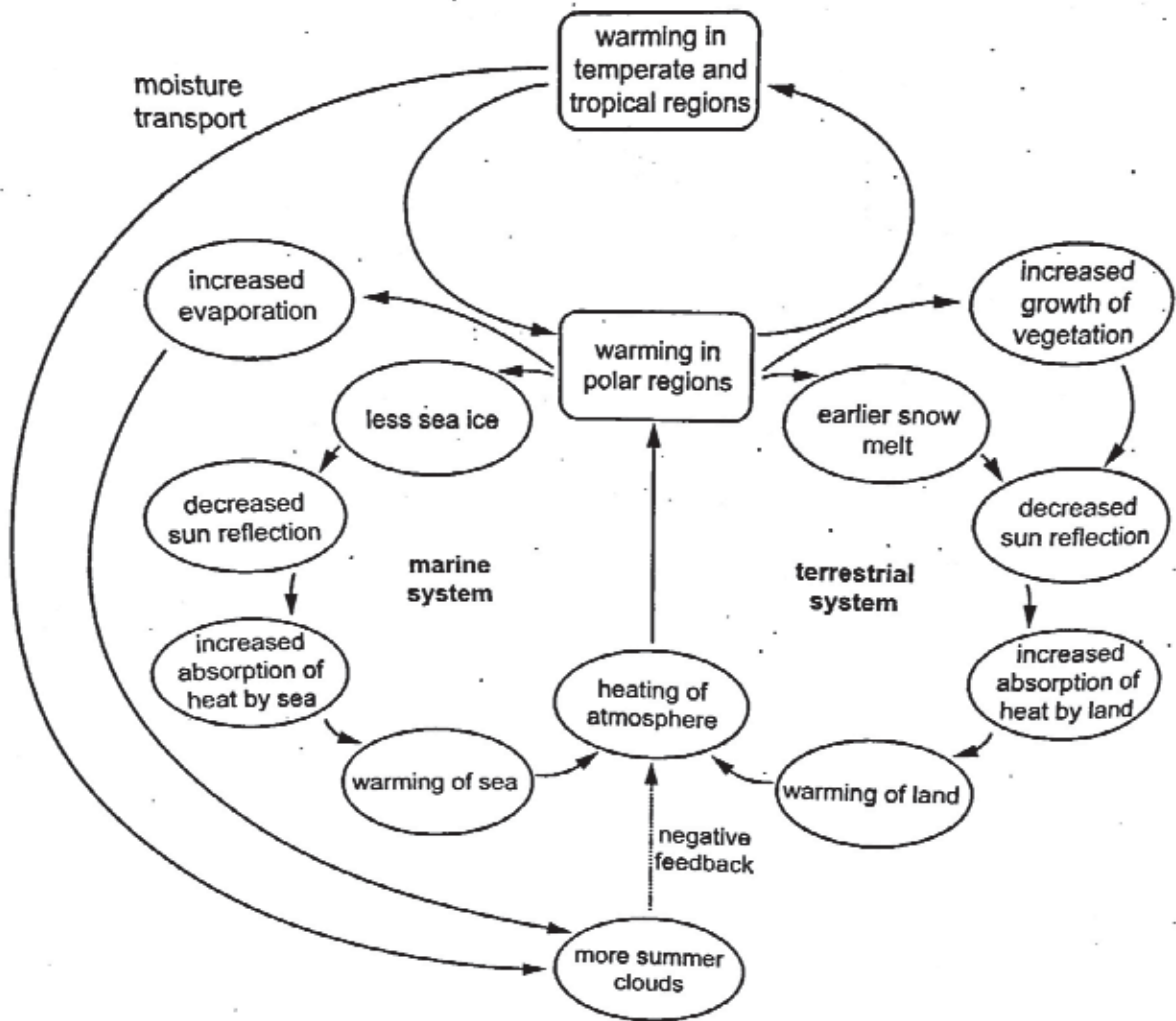 warming in
temperate and
tropical regions
moisture
transport
increased
evaporation
increased
growth of
vegetation
warming in
polar regions
less sea ice
earlier snow
melt
decreased
sun reflection
decreased
sun reflection
marine
system
terrestrial
system
increased
absorption of
heat by sea
heating of
atmosphere
increased
absorption of
heat by land
warming of sea
warming of land
negative
feedback
more summer
clouds